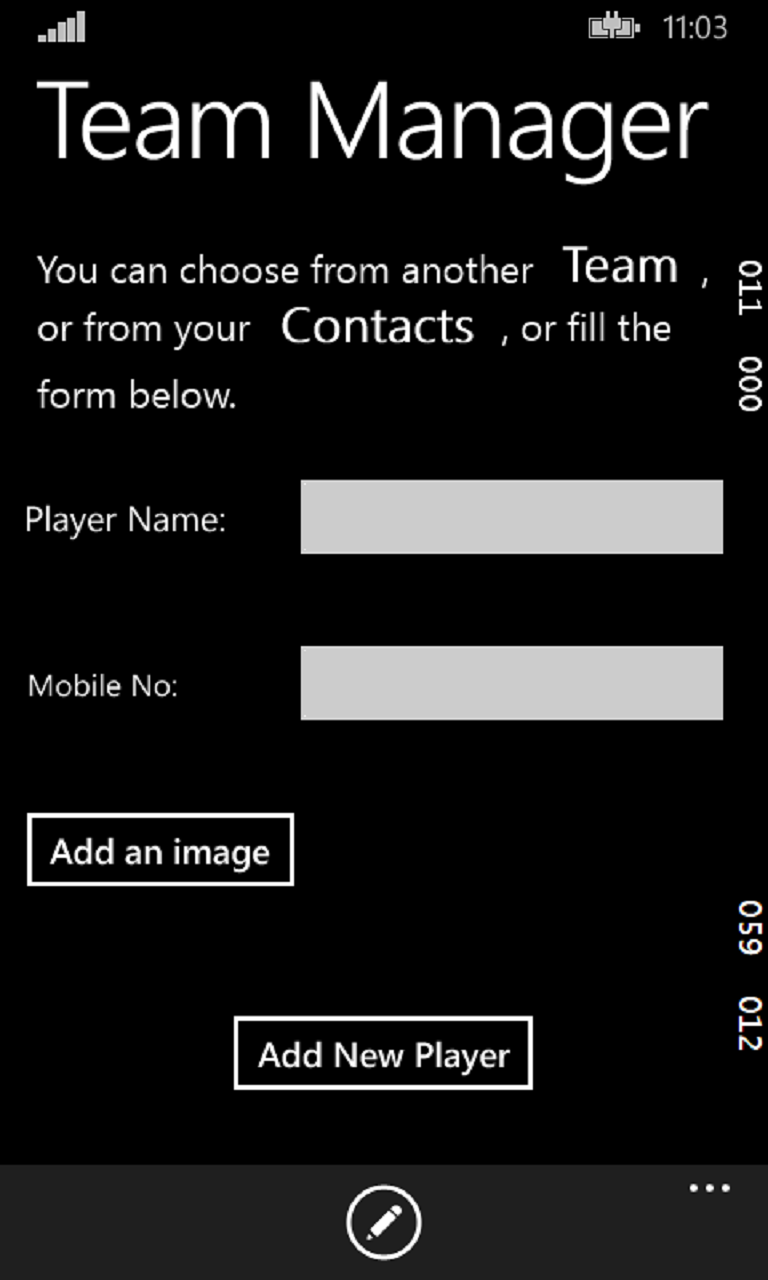 11:03
Team Manager
You can choose from another Team ,
or from your Contacts , or fill the
form below.
011 000
Player Name:
Mobile No:
Add an image
059 012
Add New Player